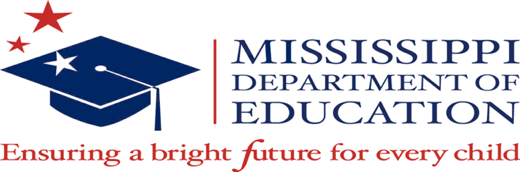 MISSISSIPPI
DEPARTMENT OF
EDUCATION
Ensuring a bright future for every child